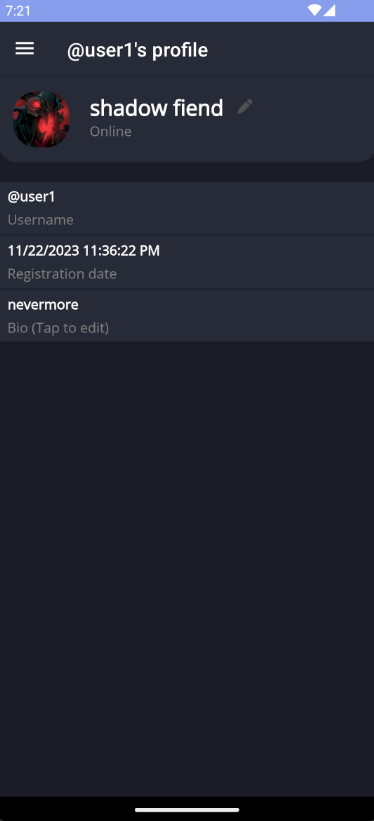 7:21
@user1's profile
shadow fiend
Online
@user1
Username
11/22/2023 11:36:22 PM
Registration date
nevermore
Bio (Tap to edit)